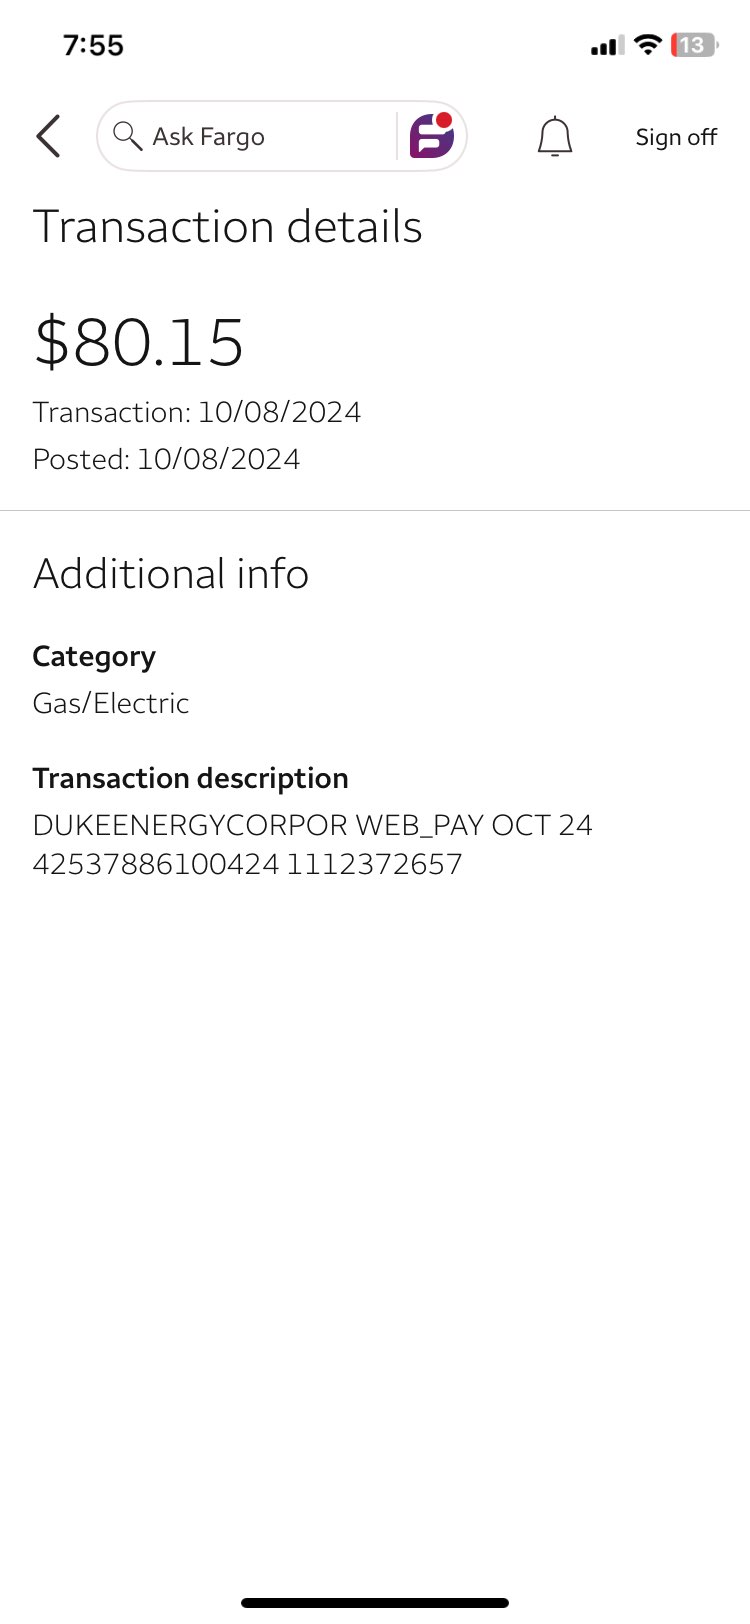 7:55
13
Ask Fargo
Sign off
Transaction details
$80.15
Transaction: 10/08/2024
Posted: 10/08/2024
Additional info
Category
Gas/Electric
Transaction description
DUKEENERGYCORPOR WEB_PAY OCT 24
42537886100424 1112372657